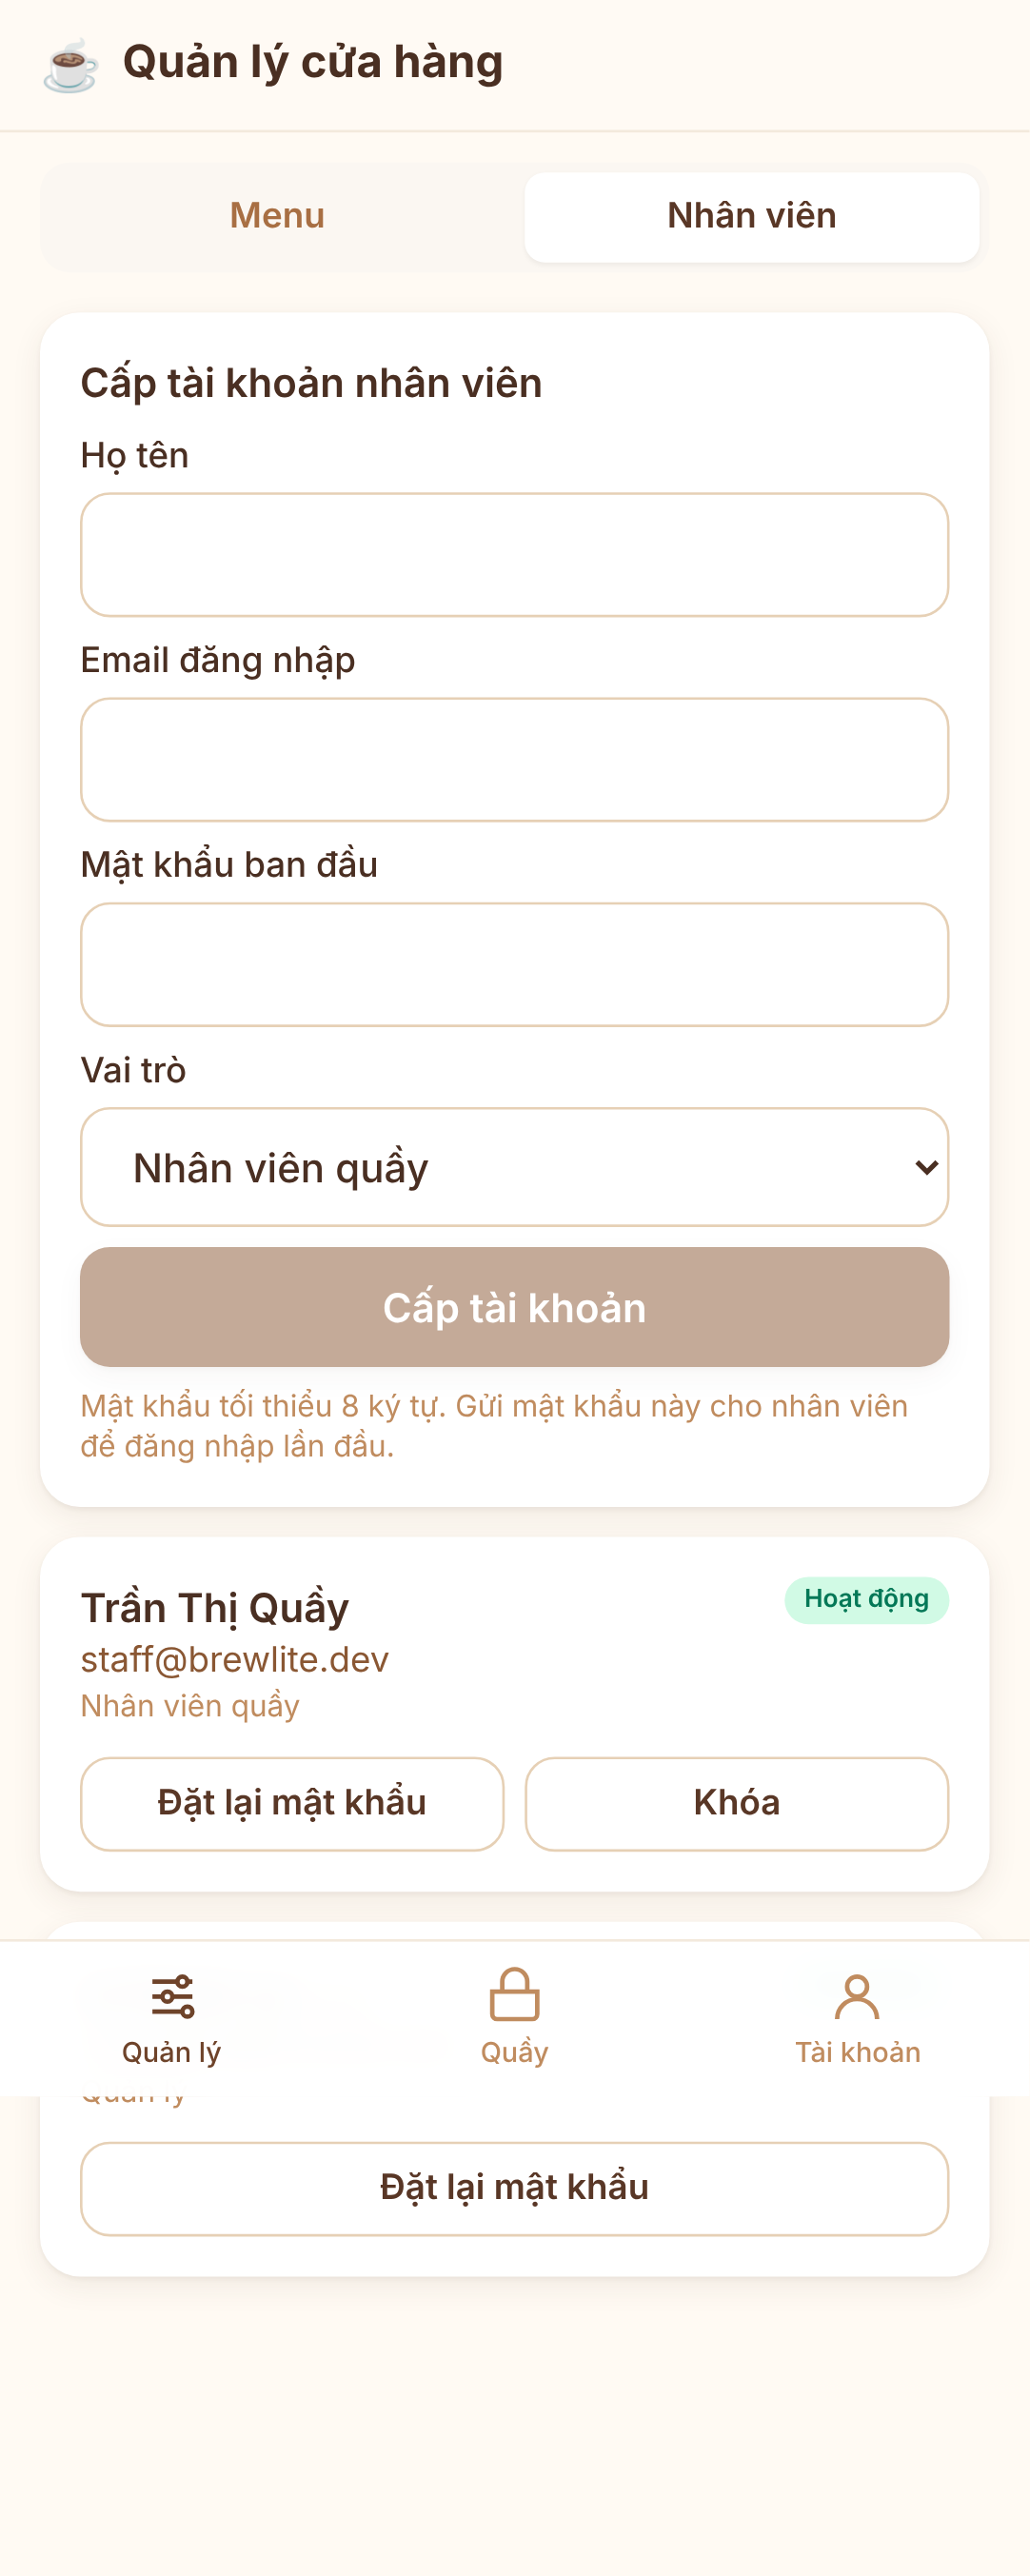 Quản lý cửa hàng
Menu
Nhân viên
Cấp tài khoản nhân viên
Họ tên
Email đăng nhập
Mật khẩu ban đầu
Vai trò
Nhân viên quầy
Cấp tài khoản
Mật khẩu tối thiểu 8 ký tự. Gửi mật khẩu này cho nhân viên
để đăng nhập lần đầu.
Trần Thị Quầy
Hoạt động
staff@brewlite.dev
Nhân viên quầy
Đặt lại mật khẩu
Khóa
Quản lý
Quầy
Tài khoản
Đặt lại mật khẩu